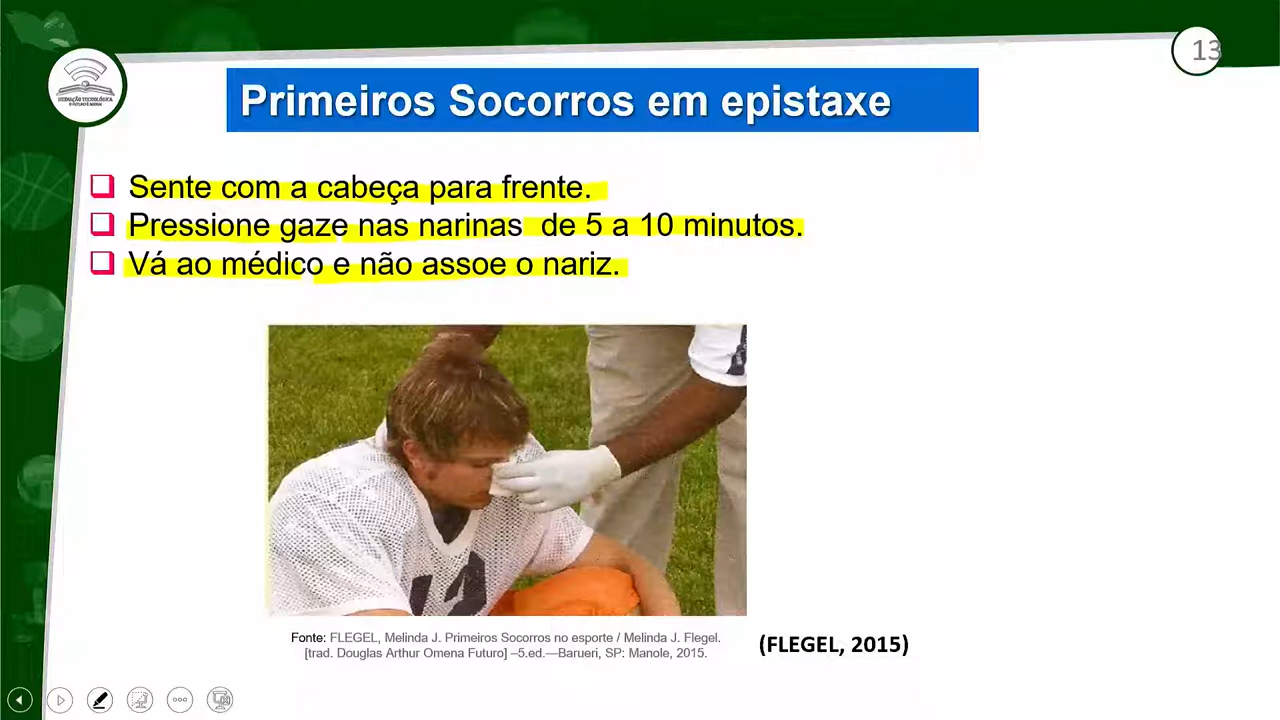 13
MEDIAÇÃO TECNOLÓGICA
Primeiros Socorros em epistaxe
Sente com a cabeça para frente.
Pressione gaze nas narinas de 5 a 10 minutos.
Vá ao médico e não assoe o nariz.
Fonte: FLEGEL, Melinda J. Primeiros Socorros no esporte / Melinda J. Flegel.
[trad. Douglas Arthur Omena Futuro] –5.ed.—Barueri, SP: Manole, 2015.
(FLEGEL, 2015)